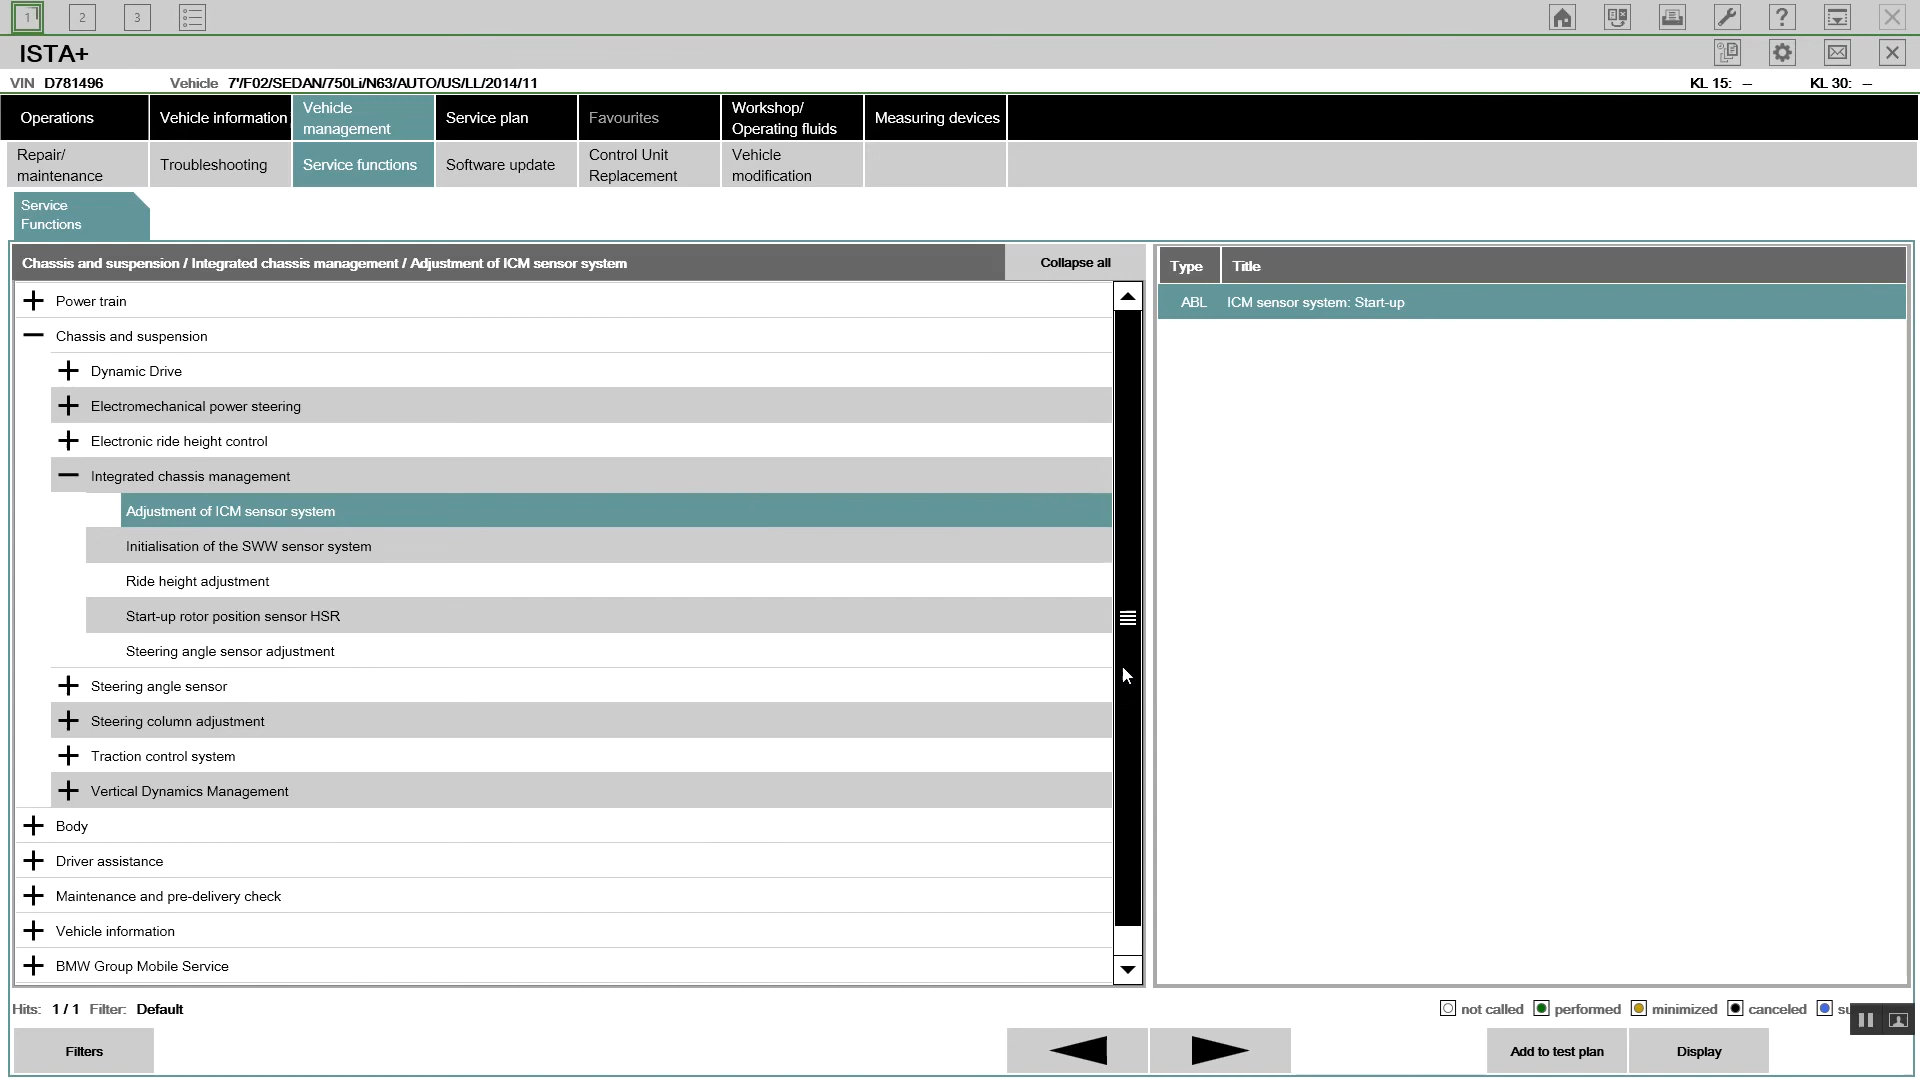 1 2 3
ISTA+
VIN D781496 Vehicle 7'/F02/SEDAN/750Li/N63/AUTO/US/LL/2014/11 KL 15: – KL 30: –
Operations
Vehicle information
Vehicle
management
Service plan
Favourites
Workshop/
Operating fluids
Measuring devices
Repair/
maintenance
Troubleshooting
Service functions
Software update
Control Unit
Replacement
Vehicle
modification
Service
Functions
Chassis and suspension / Integrated chassis management / Adjustment of ICM sensor system
Collapse all
Power train
Chassis and suspension
Dynamic Drive
Electromechanical power steering
Electronic ride height control
Integrated chassis management
Adjustment of ICM sensor system
Initialisation of the SWW sensor system
Ride height adjustment
Start-up rotor position sensor HSR
Steering angle sensor adjustment
Steering angle sensor
Steering column adjustment
Traction control system
Vertical Dynamics Management
Body
Driver assistance
Maintenance and pre-delivery check
Vehicle information
BMW Group Mobile Service
Type Title
ABL ICM sensor system: Start-up
Hits: 1 / 1 Filter: Default
not called performed minimized canceled
Filters
Add to test plan
Display